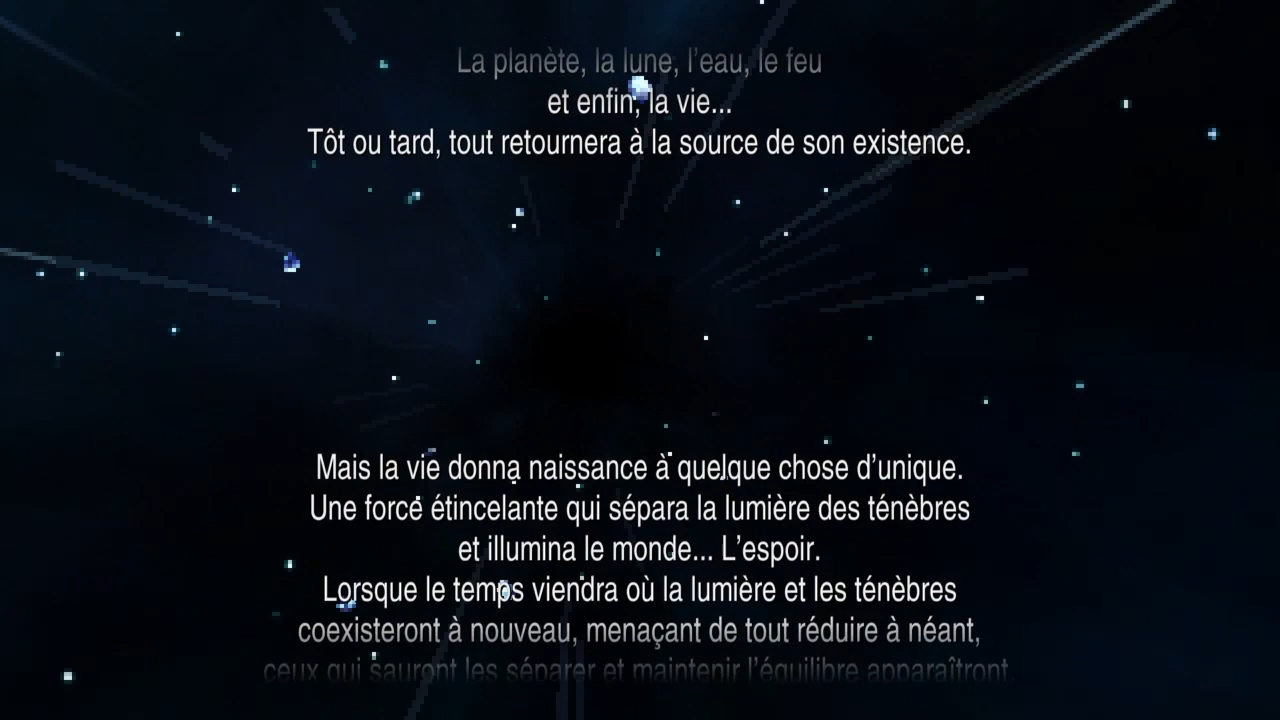 La planète, la lune, l’eau, le feu
et enfin, la vie...
Tôt ou tard, tout retournera à la source de son existence.
Mais la vie donna naissance à quelque chose d’unique.
Une force étincelante qui sépara la lumière des ténèbres
et illumina le monde... L’espoir.
Lorsque le temps viendra où la lumière et les ténèbres
coexisteront à nouveau, menaçant de tout réduire à néant,
ceux qui sauront les séparer et maintenir l’équilibre apparaîtront.